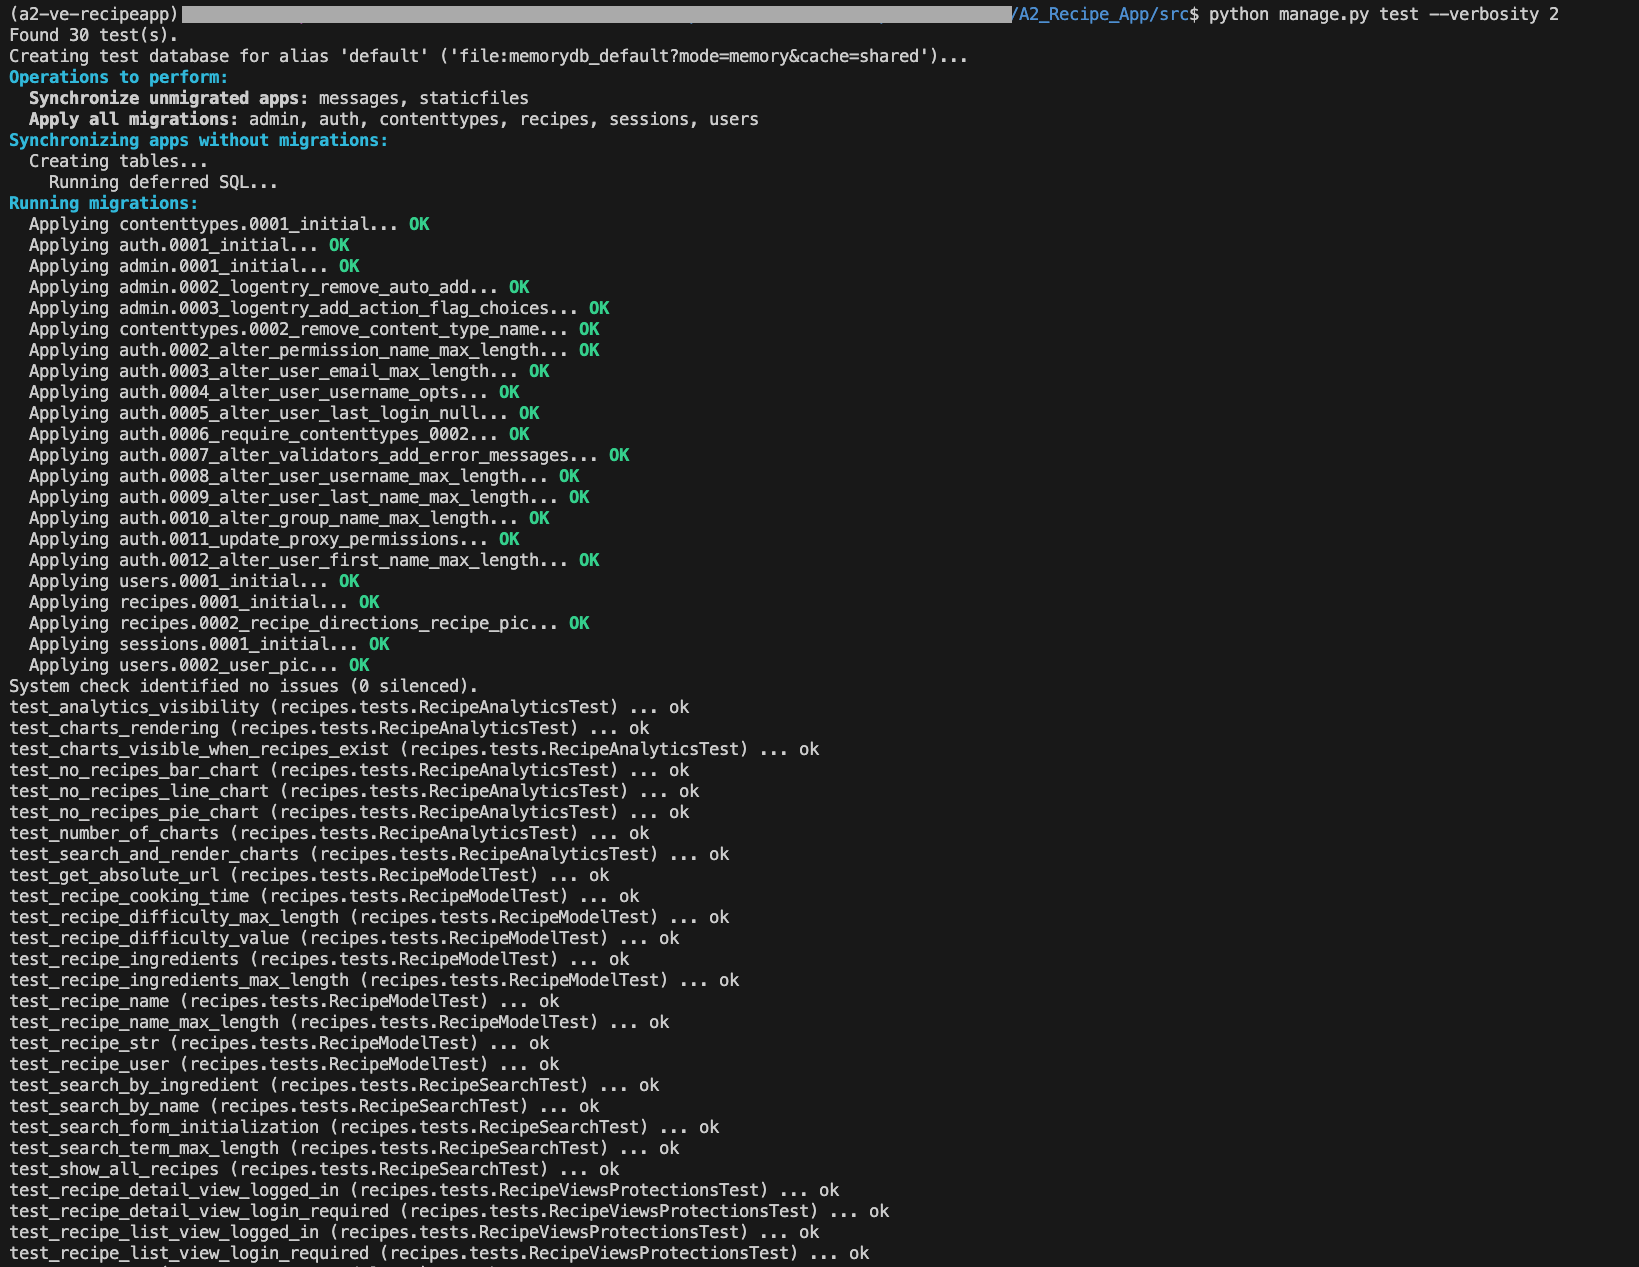 (a2-ve-recipeapp) /A2_Recipe_App/src$ python manage.py test --verbosity 2
Found 30 test(s).
Creating test database for alias 'default' ('file:memorydb_default?mode=memory&cache=shared')...
Operations to perform:
  Synchronize unmigrated apps: messages, staticfiles
  Apply all migrations: admin, auth, contenttypes, recipes, sessions, users
Synchronizing apps without migrations:
  Creating tables...
    Running deferred SQL...
Running migrations:
  Applying contenttypes.0001_initial... OK
  Applying auth.0001_initial... OK
  Applying admin.0001_initial... OK
  Applying admin.0002_logentry_remove_auto_add... OK
  Applying admin.0003_logentry_add_action_flag_choices... OK
  Applying contenttypes.0002_remove_content_type_name... OK
  Applying auth.0002_alter_permission_name_max_length... OK
  Applying auth.0003_alter_user_email_max_length... OK
  Applying auth.0004_alter_user_username_opts... OK
  Applying auth.0005_alter_user_last_login_null... OK
  Applying auth.0006_require_contenttypes_0002... OK
  Applying auth.0007_alter_validators_add_error_messages... OK
  Applying auth.0008_alter_user_username_max_length... OK
  Applying auth.0009_alter_user_last_name_max_length... OK
  Applying auth.0010_alter_group_name_max_length... OK
  Applying auth.0011_update_proxy_permissions... OK
  Applying auth.0012_alter_user_first_name_max_length... OK
  Applying users.0001_initial... OK
  Applying recipes.0001_initial... OK
  Applying recipes.0002_recipe_directions_recipe_pic... OK
  Applying sessions.0001_initial... OK
  Applying users.0002_user_pic... OK
System check identified no issues (0 silenced).
test_analytics_visibility (recipes.tests.RecipeAnalyticsTest) ... ok
test_charts_rendering (recipes.tests.RecipeAnalyticsTest) ... ok
test_charts_visible_when_recipes_exist (recipes.tests.RecipeAnalyticsTest) ... ok
test_no_recipes_bar_chart (recipes.tests.RecipeAnalyticsTest) ... ok
test_no_recipes_line_chart (recipes.tests.RecipeAnalyticsTest) ... ok
test_no_recipes_pie_chart (recipes.tests.RecipeAnalyticsTest) ... ok
test_number_of_charts (recipes.tests.RecipeAnalyticsTest) ... ok
test_search_and_render_charts (recipes.tests.RecipeAnalyticsTest) ... ok
test_get_absolute_url (recipes.tests.RecipeModelTest) ... ok
test_recipe_cooking_time (recipes.tests.RecipeModelTest) ... ok
test_recipe_difficulty_max_length (recipes.tests.RecipeModelTest) ... ok
test_recipe_difficulty_value (recipes.tests.RecipeModelTest) ... ok
test_recipe_ingredients (recipes.tests.RecipeModelTest) ... ok
test_recipe_ingredients_max_length (recipes.tests.RecipeModelTest) ... ok
test_recipe_name (recipes.tests.RecipeModelTest) ... ok
test_recipe_name_max_length (recipes.tests.RecipeModelTest) ... ok
test_recipe_str (recipes.tests.RecipeModelTest) ... ok
test_recipe_user (recipes.tests.RecipeModelTest) ... ok
test_search_by_ingredient (recipes.tests.RecipeSearchTest) ... ok
test_search_by_name (recipes.tests.RecipeSearchTest) ... ok
test_search_form_initialization (recipes.tests.RecipeSearchTest) ... ok
test_search_term_max_length (recipes.tests.RecipeSearchTest) ... ok
test_show_all_recipes (recipes.tests.RecipeSearchTest) ... ok
test_recipe_detail_view_logged_in (recipes.tests.RecipeViewsProtectionsTest) ... ok
test_recipe_detail_view_login_required (recipes.tests.RecipeViewsProtectionsTest) ... ok
test_recipe_list_view_logged_in (recipes.tests.RecipeViewsProtectionsTest) ... ok
test_recipe_list_view_login_required (recipes.tests.RecipeViewsProtectionsTest) ... ok